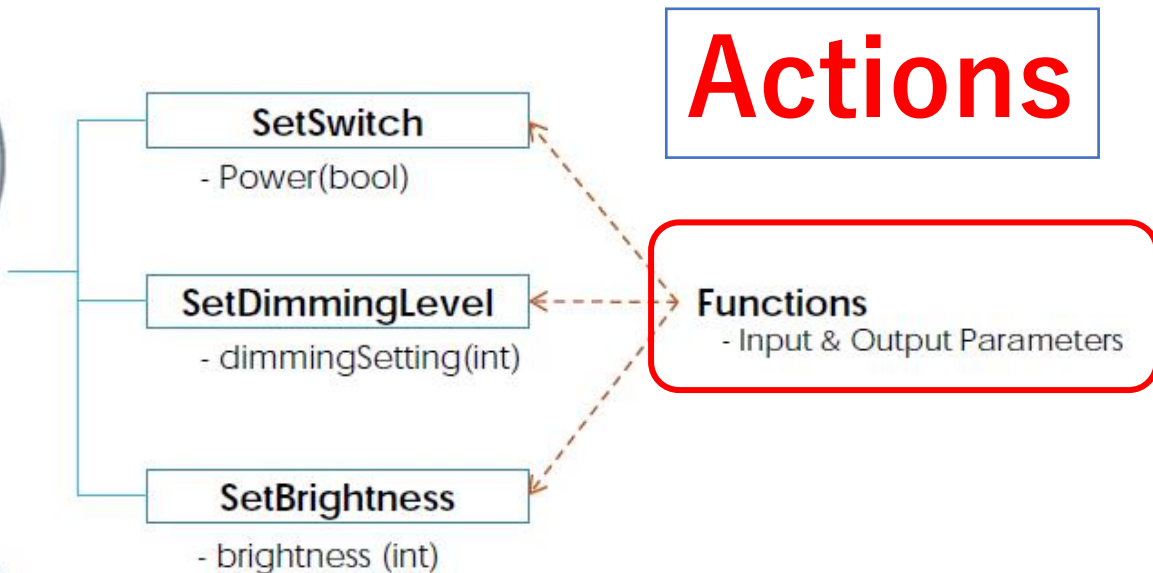 Actions
SetSwitch
- Power(bool)
SetDimmingLevel
- dimmingSetting(int)
Functions
- Input & Output Parameters
SetBrightness
- brightness (int)